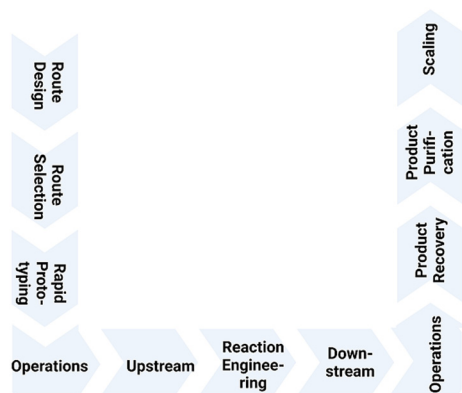 Route
Design
Route
Selection
Rapid
Proto-
typing
Operations
Upstream
Reaction
Enginee-
ring
Down-
stream
Operations
Product
Recovery
Product
Purifi-
cation
Scaling